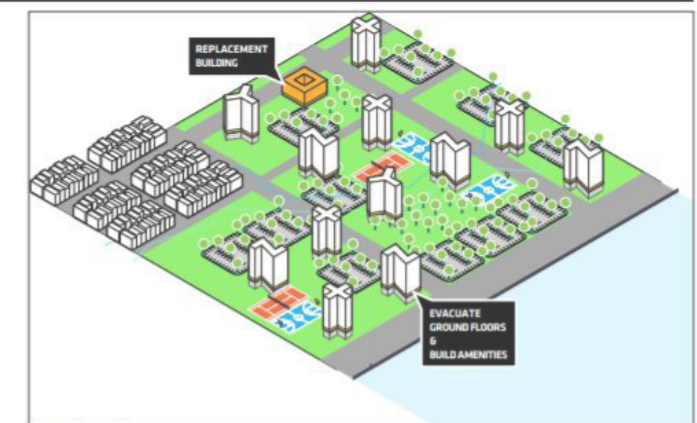 REPLACEMENT
BUILDING
EVACUATE
GROUND FLOORS
&
BUILD AMENITIES